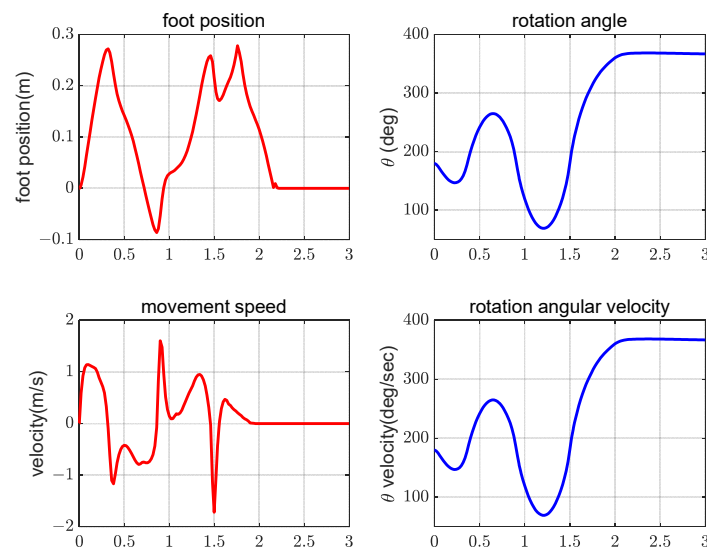 foot position
foot position(m)
0.3
0.2
0.1
0
−0.1
0 0.5 1 1.5 2 2.5 3
rotation angle
θ (deg)
400
300
200
100
0 0.5 1 1.5 2 2.5 3
movement speed
velocity(m/s)
2
1
0
−1
−2
0 0.5 1 1.5 2 2.5 3
rotation angular velocity
θ velocity(deg/sec)
400
300
200
100
0 0.5 1 1.5 2 2.5 3